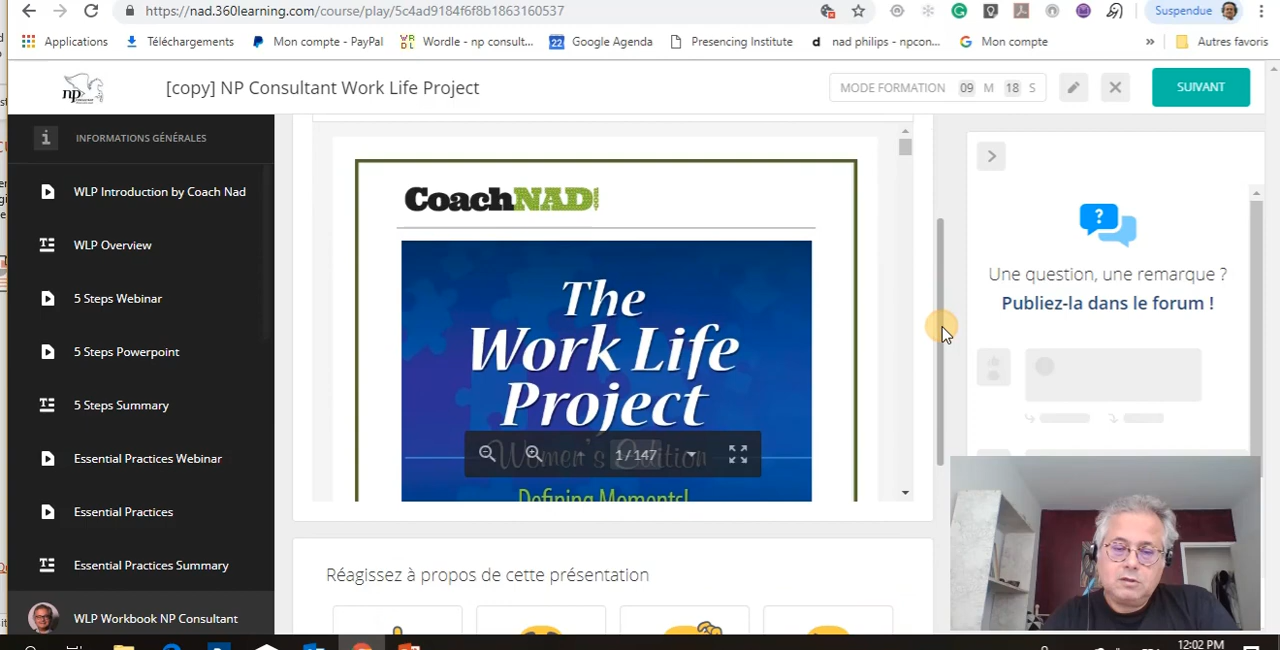 https://nad.360learning.com/course/play/5c4ad9184f6f8b1863160537
Suspendue
Applications
Téléchargements
Mon compte - PayPal
Wordle - np consult...
22
Google Agenda
Presencing Institute
d nad philips - npcon...
Mon compte
»
Autres favoris
np
[copy] NP Consultant Work Life Project
MODE FORMATION 09 M 18 S
SUIVANT
INFORMATIONS GÉNÉRALES
WLP Introduction by Coach Nad
WLP Overview
5 Steps Webinar
5 Steps Powerpoint
5 Steps Summary
Essential Practices Webinar
Essential Practices
Essential Practices Summary
WLP Workbook NP Consultant
CoachNAD!
The
Work Life
Project
Women's Edition
Defining Moments!
1/147
Réagissez à propos de cette présentation
Une question, une remarque ?
Publiez-la dans le forum !
12:02 PM